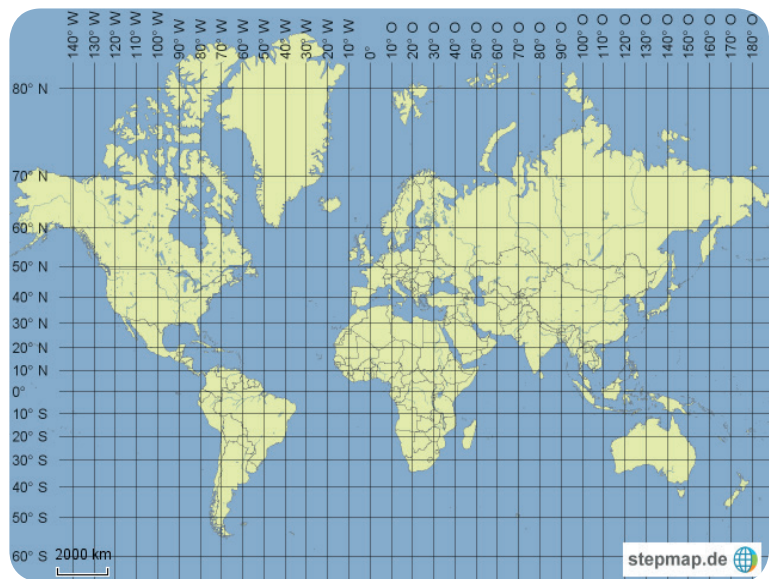 140° W
130° W
120° W
110° W
100° W
90° W
80° W
70° W
60° W
50° W
40° W
30° W
20° W
10° W
0°
10° O
20° O
30° O
40° O
50° O
60° O
70° O
80° O
90° O
100° O
110° O
120° O
130° O
140° O
150° O
160° O
170° O
180° O
80° N
70° N
60° N
50° N
40° N
30° N
20° N
10° N
0°
10° S
20° S
30° S
40° S
50° S
60° S
2000 km
stepmap.de